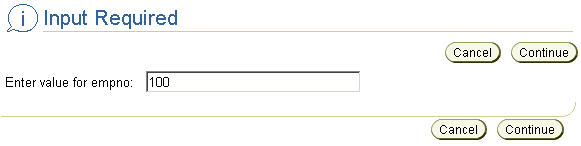 Input Required
Cancel Continue
Enter value for empno: 100
Cancel Continue